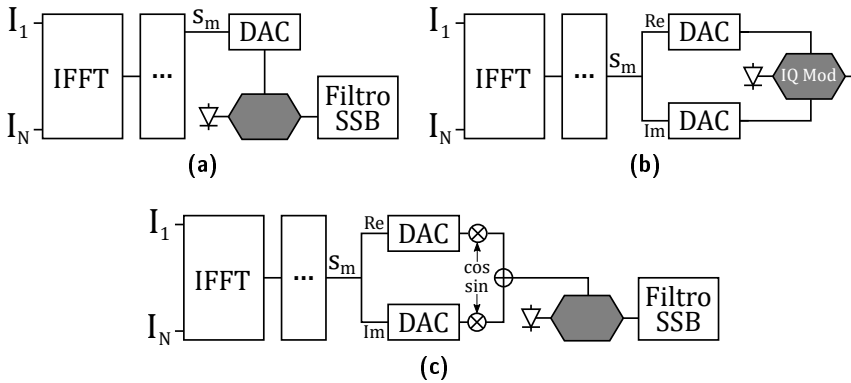 I1
IN
IFFT
...
sm
DAC
Filtro
SSB
(a)
I1
IN
IFFT
...
sm
Re
Im
DAC
DAC
IQ Mod
(b)
I1
IN
IFFT
...
sm
Re
Im
DAC
DAC
cos
sin
Filtro
SSB
(c)